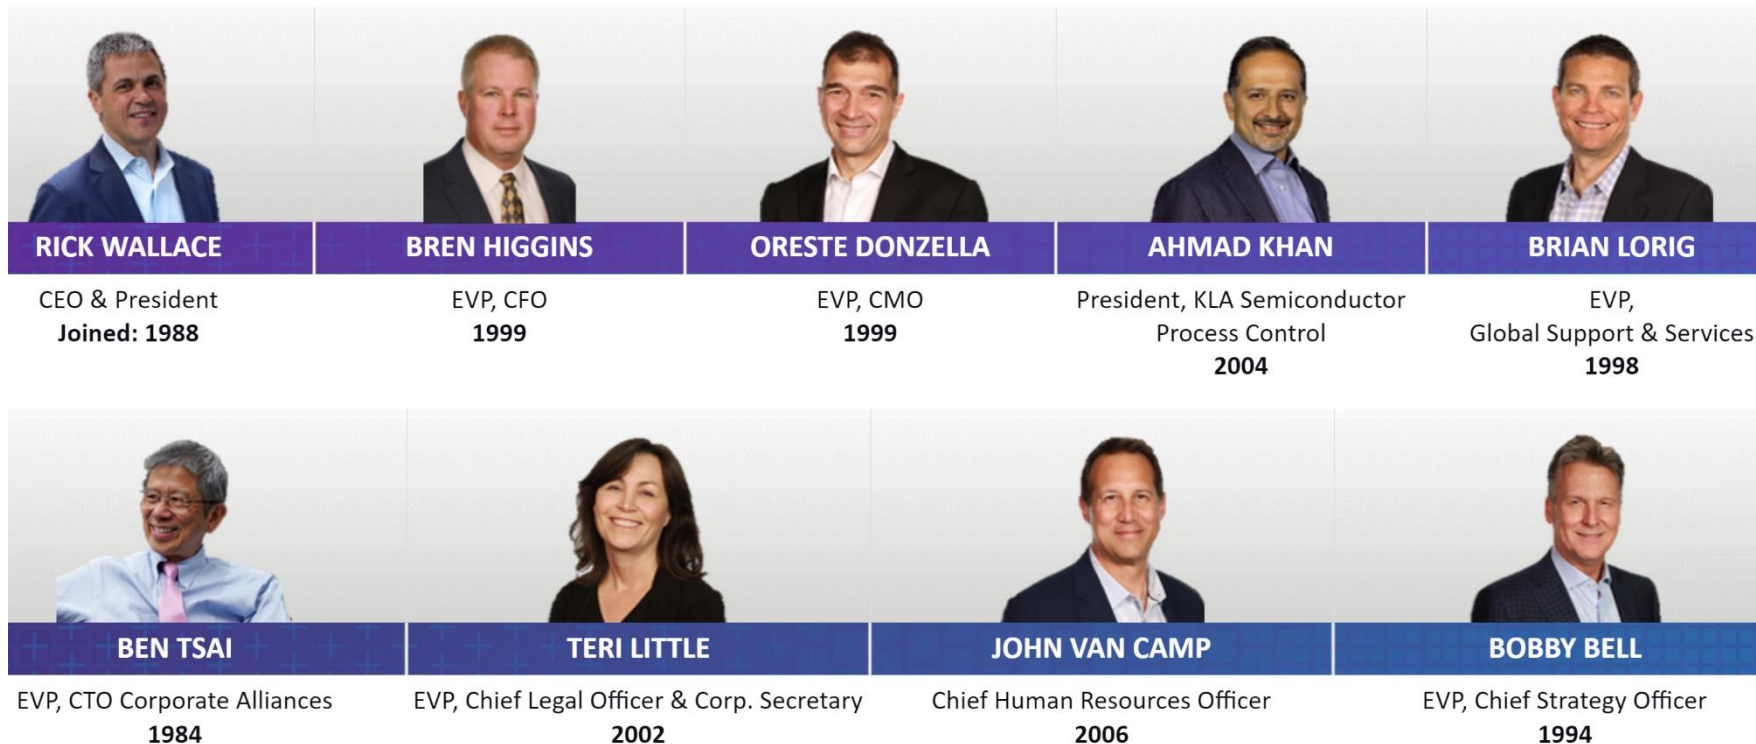 RICK WALLACE
CEO & President
Joined: 1988
BREN HIGGINS
EVP, CFO
1999
ORESTE DONZELLA
EVP, CMO
1999
AHMAD KHAN
President, KLA Semiconductor
Process Control
2004
BRIAN LORIG
EVP,
Global Support & Services
1998
BEN TSAI
EVP, CTO Corporate Alliances
1984
TERI LITTLE
EVP, Chief Legal Officer & Corp. Secretary
2002
JOHN VAN CAMP
Chief Human Resources Officer
2006
BOBBY BELL
EVP, Chief Strategy Officer
1994